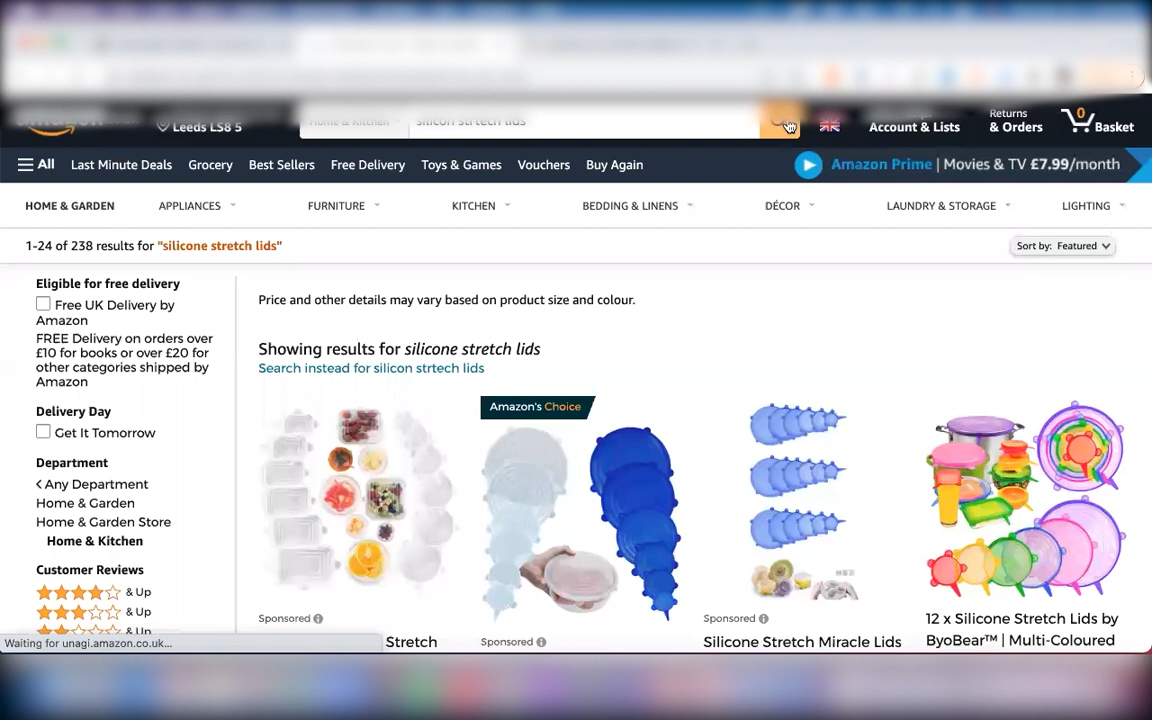 amazon
Leeds LS8 5
Home & Kitchen
silicon strtech lids
Account & Lists
Returns
& Orders
0
Basket
All
Last Minute Deals
Grocery
Best Sellers
Free Delivery
Toys & Games
Vouchers
Buy Again
Amazon Prime | Movies & TV £7.99/month
HOME & GARDEN
APPLIANCES
FURNITURE
KITCHEN
BEDDING & LINENS
DÉCOR
LAUNDRY & STORAGE
LIGHTING
1-24 of 238 results for "silicone stretch lids"
Sort by: Featured
Eligible for free delivery
Free UK Delivery by
Amazon
FREE Delivery on orders over
£10 for books or over £20 for
other categories shipped by
Amazon
Delivery Day
Get It Tomorrow
Department
< Any Department
Home & Garden
Home & Garden Store
Home & Kitchen
Customer Reviews
& Up
& Up
& Up
Waiting for unagi.amazon.co.uk...
Price and other details may vary based on product size and colour.
Showing results for silicone stretch lids
Search instead for silicon strtech lids
Amazon's Choice
Sponsored
Stretch
Sponsored
Sponsored
Silicone Stretch Miracle Lids
12 x Silicone Stretch Lids by
ByoBear™ | Multi-Coloured